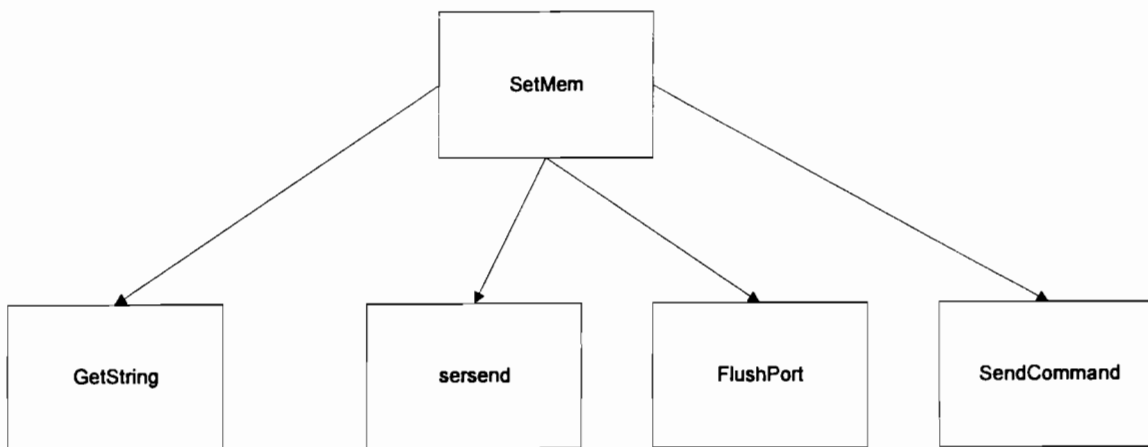 SetMem
GetString
sersend
FlushPort
SendCommand